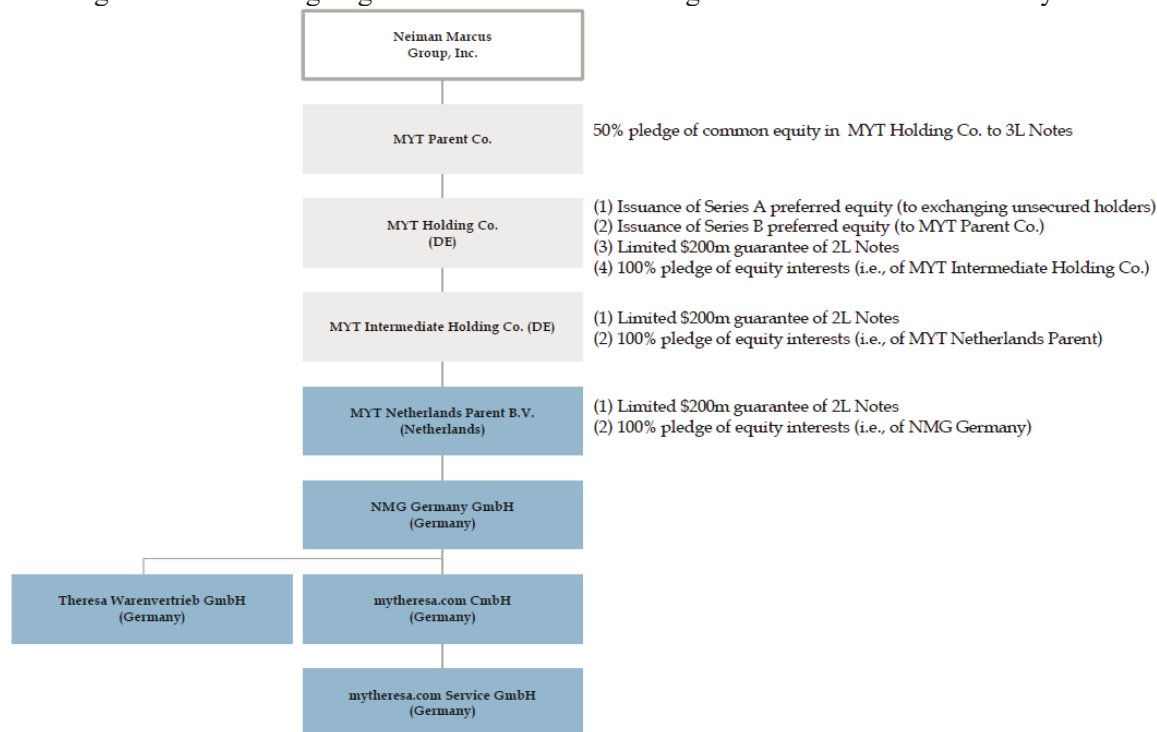 Neiman Marcus
Group, Inc.
MYT Parent Co.
50% pledge of common equity in MYT Holding Co. to 3L Notes
MYT Holding Co.
(DE)
(1) Issuance of Series A preferred equity (to exchanging unsecured holders)
(2) Issuance of Series B preferred equity (to MYT Parent Co.)
(3) Limited $200m guarantee of 2L Notes
(4) 100% pledge of equity interests (i.e., of MYT Intermediate Holding Co.)
MYT Intermediate Holding Co. (DE)
(1) Limited $200m guarantee of 2L Notes
(2) 100% pledge of equity interests (i.e., of MYT Netherlands Parent)
MYT Netherlands Parent B.V.
(Netherlands)
(1) Limited $200m guarantee of 2L Notes
(2) 100% pledge of equity interests (i.e., of NMG Germany)
NMG Germany GmbH
(Germany)
Theresa Warenvertrieb GmbH
(Germany)
mytheresa.com CmbH
(Germany)
mytheresa.com Service GmbH
(Germany)